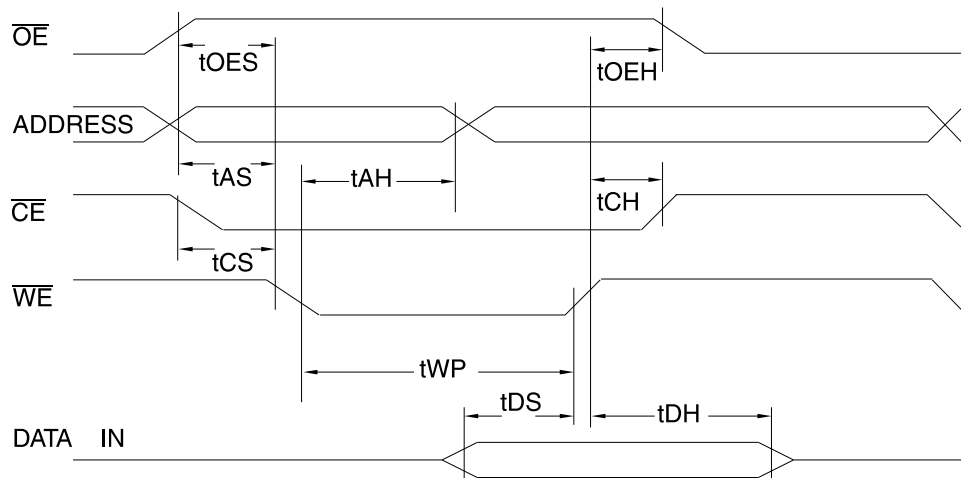 OE
tOES
tOEH
ADDRESS
tAS
tAH
tCH
CE
tCS
WE
tWP
tDS
tDH
DATA IN